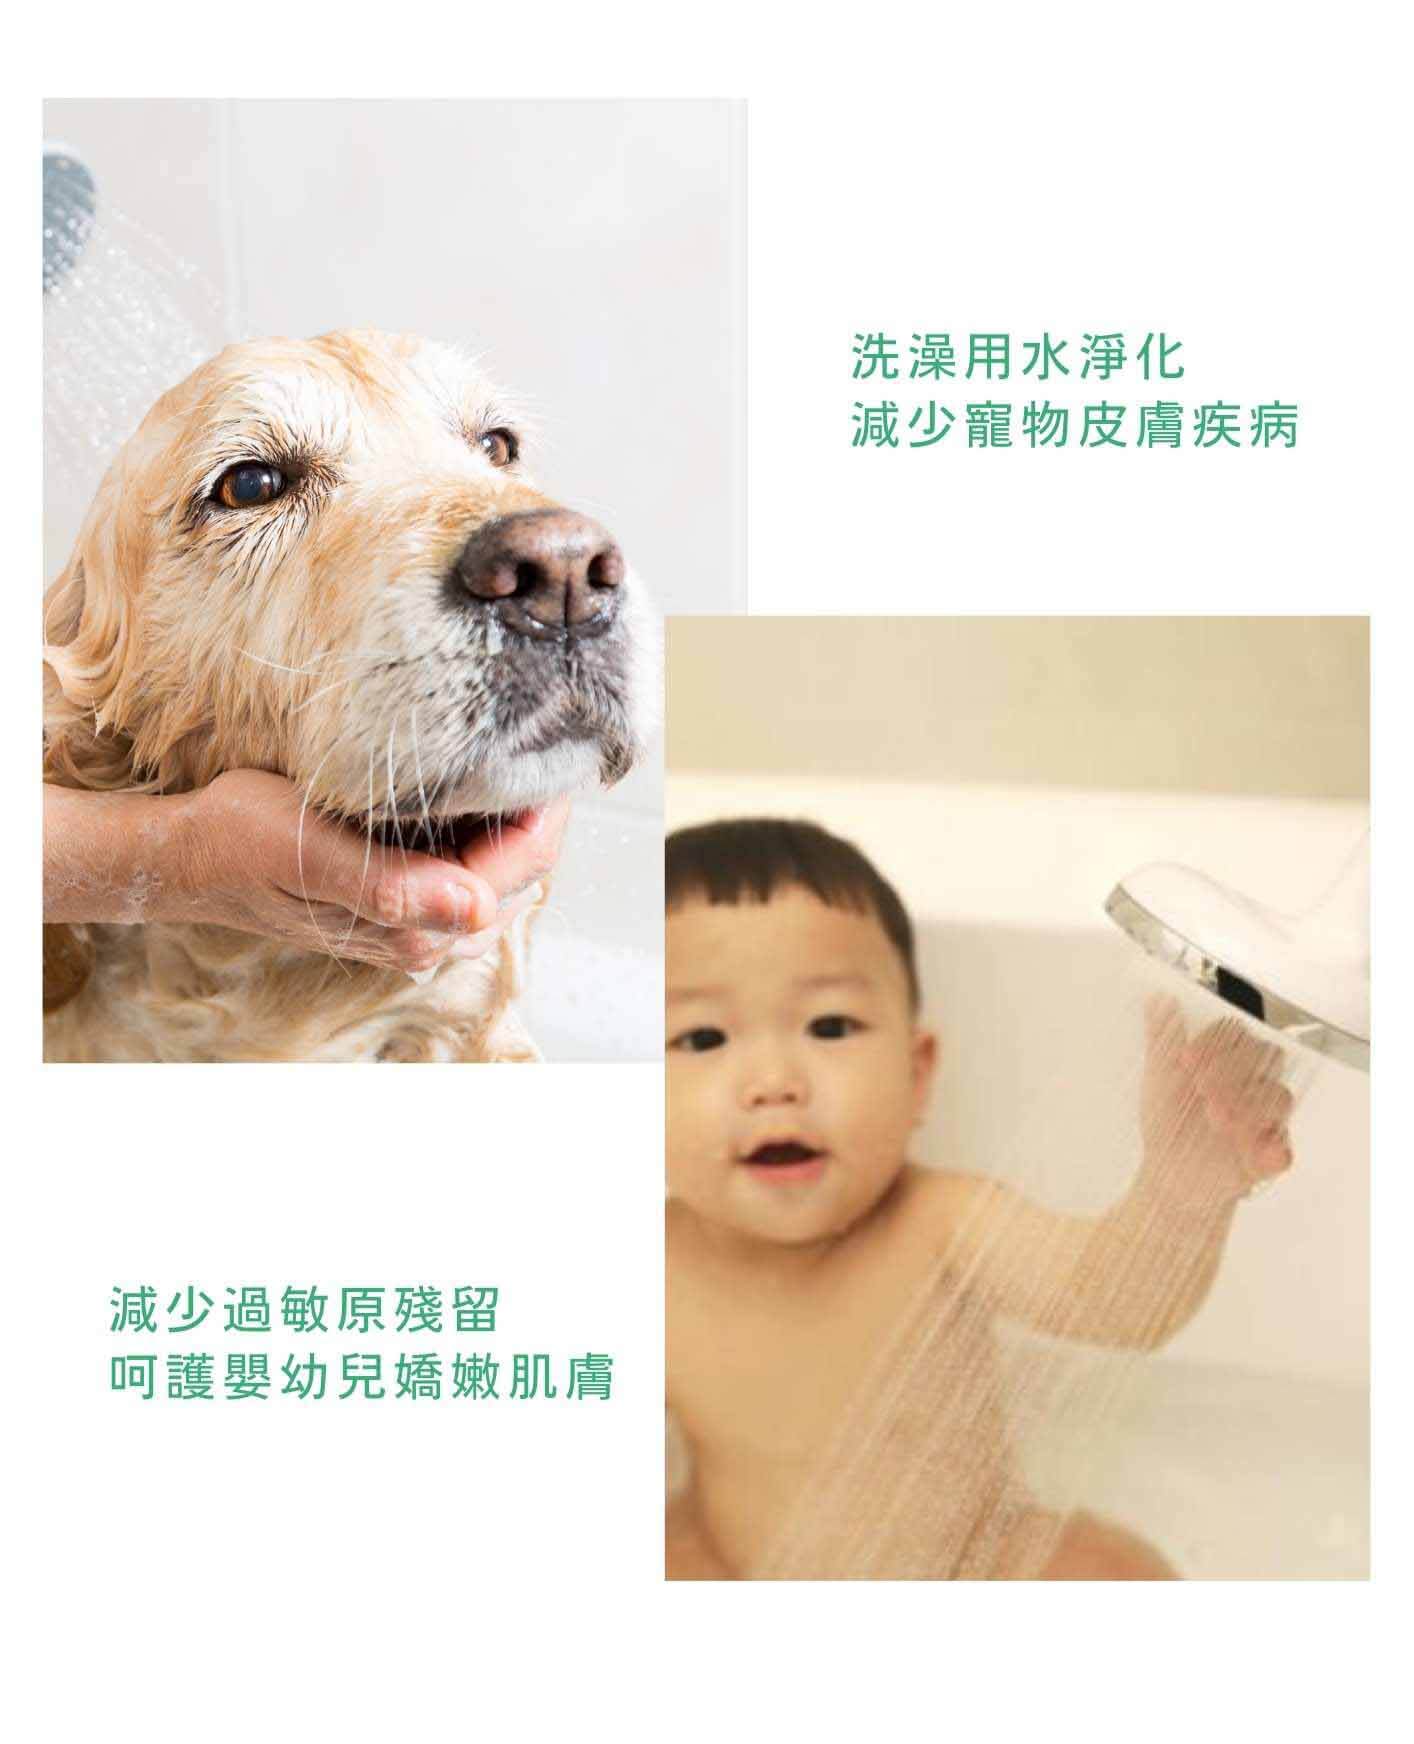 洗澡用水淨化
減少寵物皮膚疾病
減少過敏原殘留
呵護嬰幼兒嬌嫩肌膚